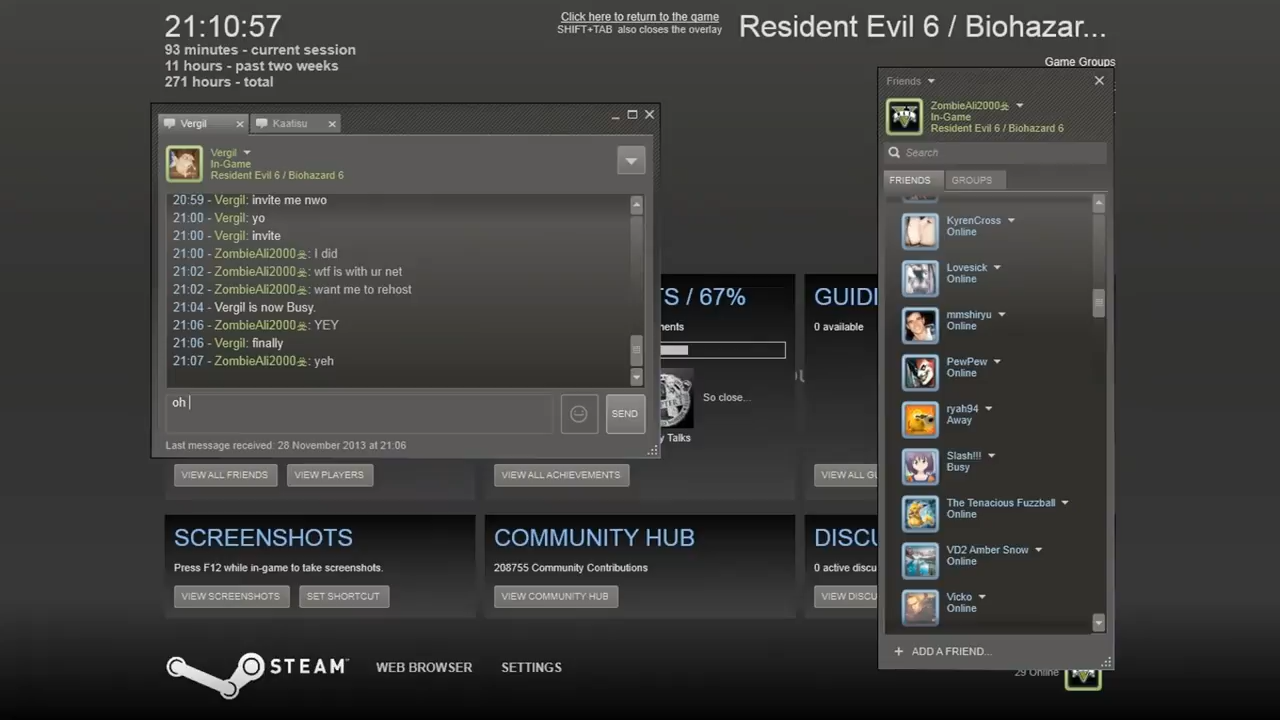 21:10:57
93 minutes - current session
11 hours - past two weeks
271 hours - total
Click here to return to the game
SHIFT+TAB also closes the overlay
Resident Evil 6 / Biohazar...
Game Groups
Vergil
Kaatisu
Vergil
In-Game
Resident Evil 6 / Biohazard 6
20:59 - Vergil: invite me nwo
21:00 - Vergil: yo
21:00 - Vergil: invite
21:00 - ZombieAli2000☠: I did
21:02 - ZombieAli2000☠: wtf is with ur net
21:02 - ZombieAli2000☠: want me to rehost
21:04 - Vergil is now Busy.
21:06 - ZombieAli2000☠: YEY
21:06 - Vergil: finally
21:07 - ZombieAli2000☠: yeh
oh
SEND
Last message received: 28 November 2013 at 21:06
VIEW ALL FRIENDS
VIEW PLAYERS
TS / 67%
ments
So close...
y Talks
VIEW ALL ACHIEVEMENTS
GUIDI
0 available
VIEW ALL GU
SCREENSHOTS
Press F12 while in-game to take screenshots.
VIEW SCREENSHOTS
SET SHORTCUT
COMMUNITY HUB
208755 Community Contributions
VIEW COMMUNITY HUB
DISCU
0 active discu
VIEW DISCU
Friends
ZombieAli2000☠
In-Game
Resident Evil 6 / Biohazard 6
Search
FRIENDS
GROUPS
KyrenCross
Online
Lovesick
Online
mmshiryu
Online
PewPew
Online
ryah94
Away
Slash!!!
Busy
The Tenacious Fuzzball
Online
VD2 Amber Snow
Online
Vicko
Online
+ ADD A FRIEND...
29 Online
STEAM™
WEB BROWSER
SETTINGS